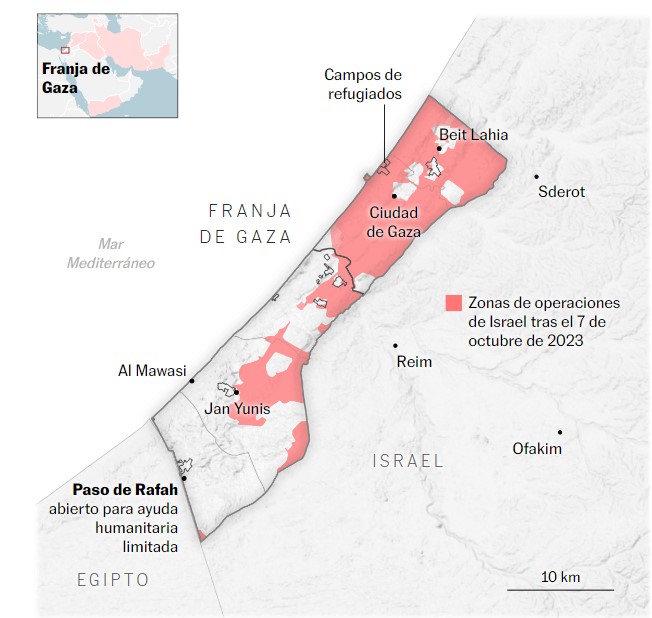 Franja de
Gaza
Campos de
refugiados
Beit Lahia
Sderot
Ciudad
de Gaza
FRANJA
DE GAZA
Mar
Mediterráneo
Zonas de operaciones
de Israel tras el 7 de
octubre de 2023
Reim
Al Mawasi
Jan Yunis
Ofakim
ISRAEL
Paso de Rafah
abierto para ayuda
humanitaria
limitada
EGIPTO
10 km